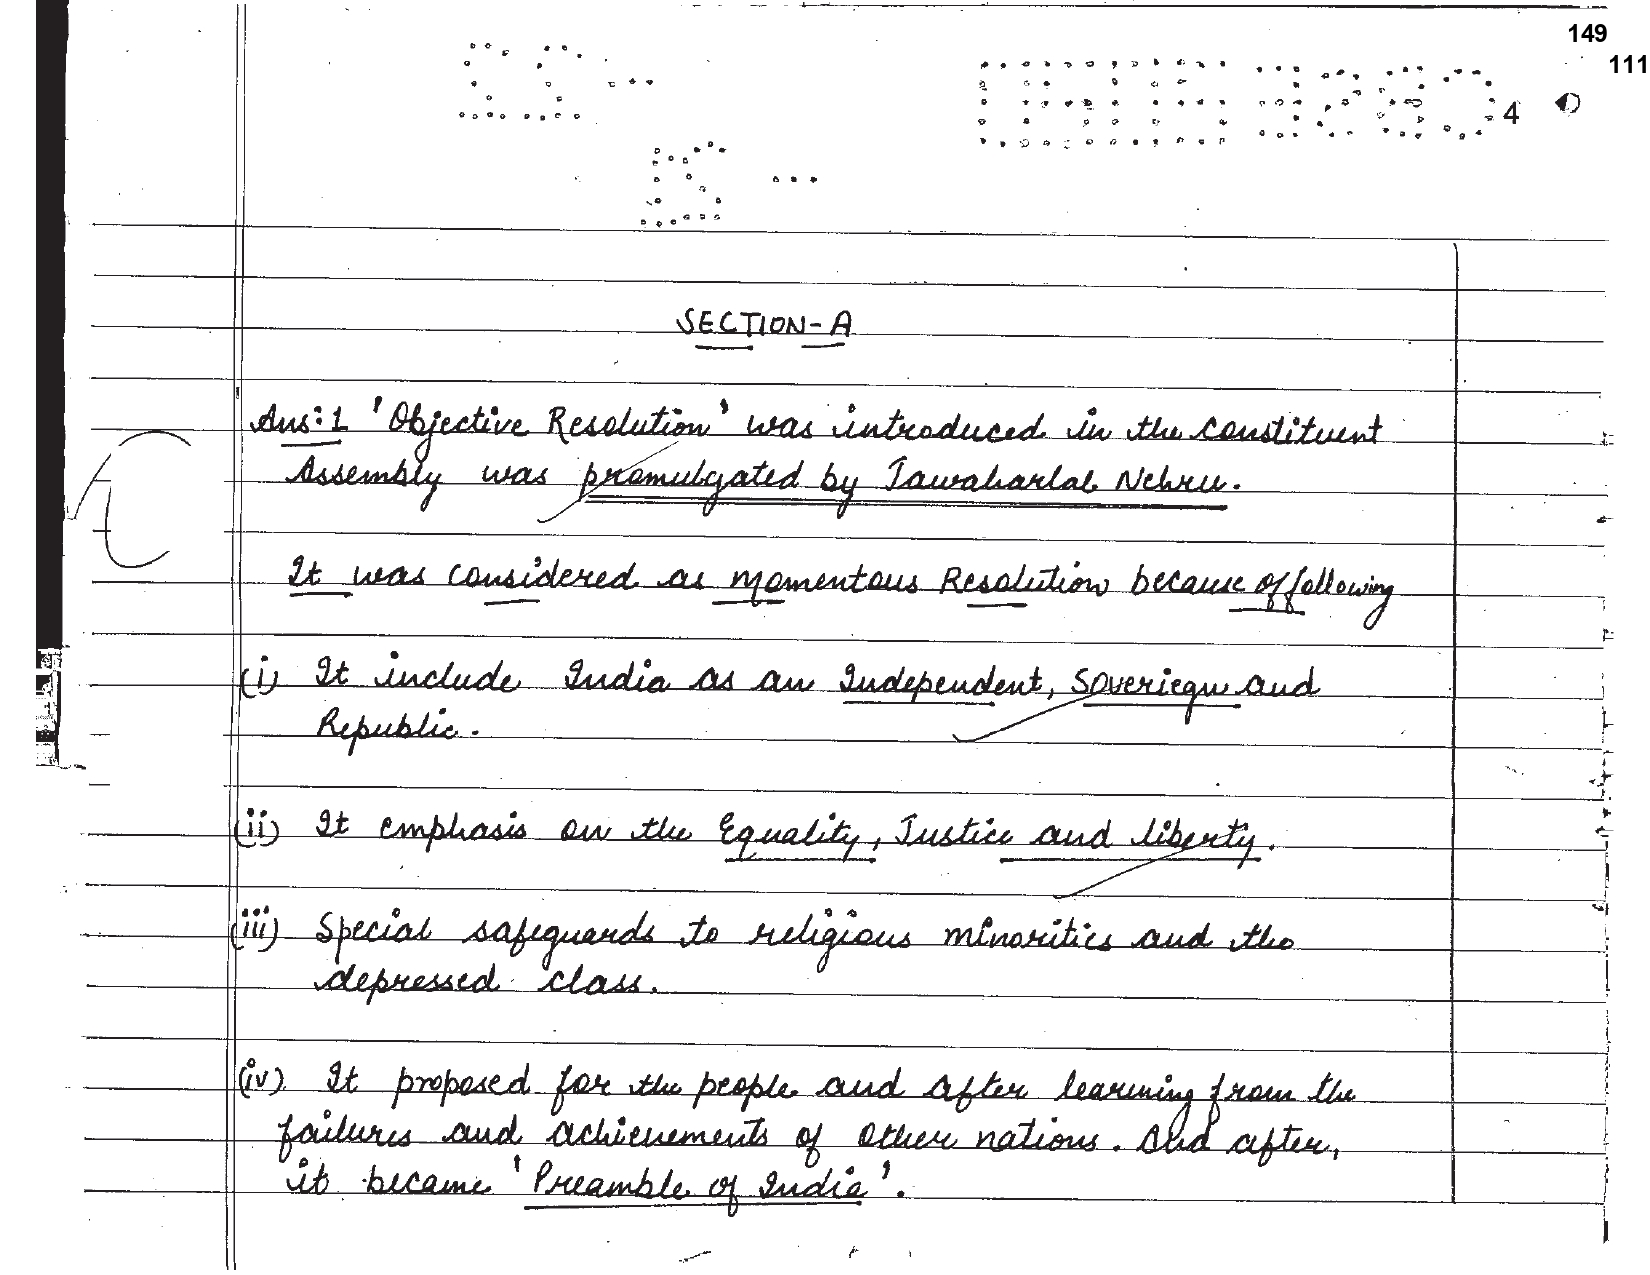 149
111
4
SECTION-A
Ans:1 'Objective Resolution' was introduced in the constituent
Assembly was promulgated by Jawaharlal Nehru.
It was considered as momentous Resolution because of following
(i) It include India as an Independent, Soveriegn and
Republic.
(ii) It emphasis on the Equality, Justice and liberty.
(iii) Special safeguards to religious minorities and the
depressed class.
(iv) It proposed for the people and after learning from the
failures and achievements of other nations. And after,
it became 'Preamble of India'.